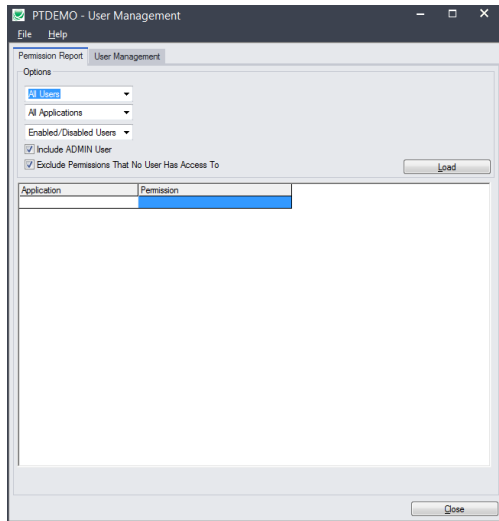 PTDEMO - User Management
File Help
Permission Report User Management
Options
All Users
All Applications
Enabled/Disabled Users
Include ADMIN User
Exclude Permissions That No User Has Access To
Load
Application Permission
Close